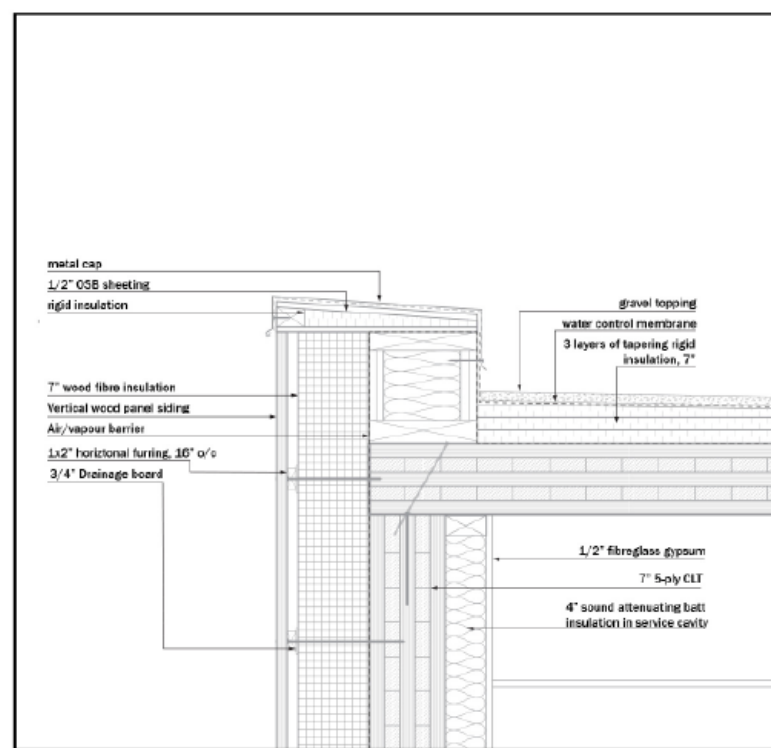 metal cap
1/2" OSB sheeting
rigid insulation
gravel topping
water control membrane
3 layers of tapering rigid
insulation, 7"
7" wood fibre insulation
Vertical wood panel siding
Air/vapour barrier
1x2" horiztonal furring, 16" o/c
3/4" Drainage board
1/2" fibreglass gypsum
7" 5-ply CLT
4" sound attenuating batt
insulation in service cavity